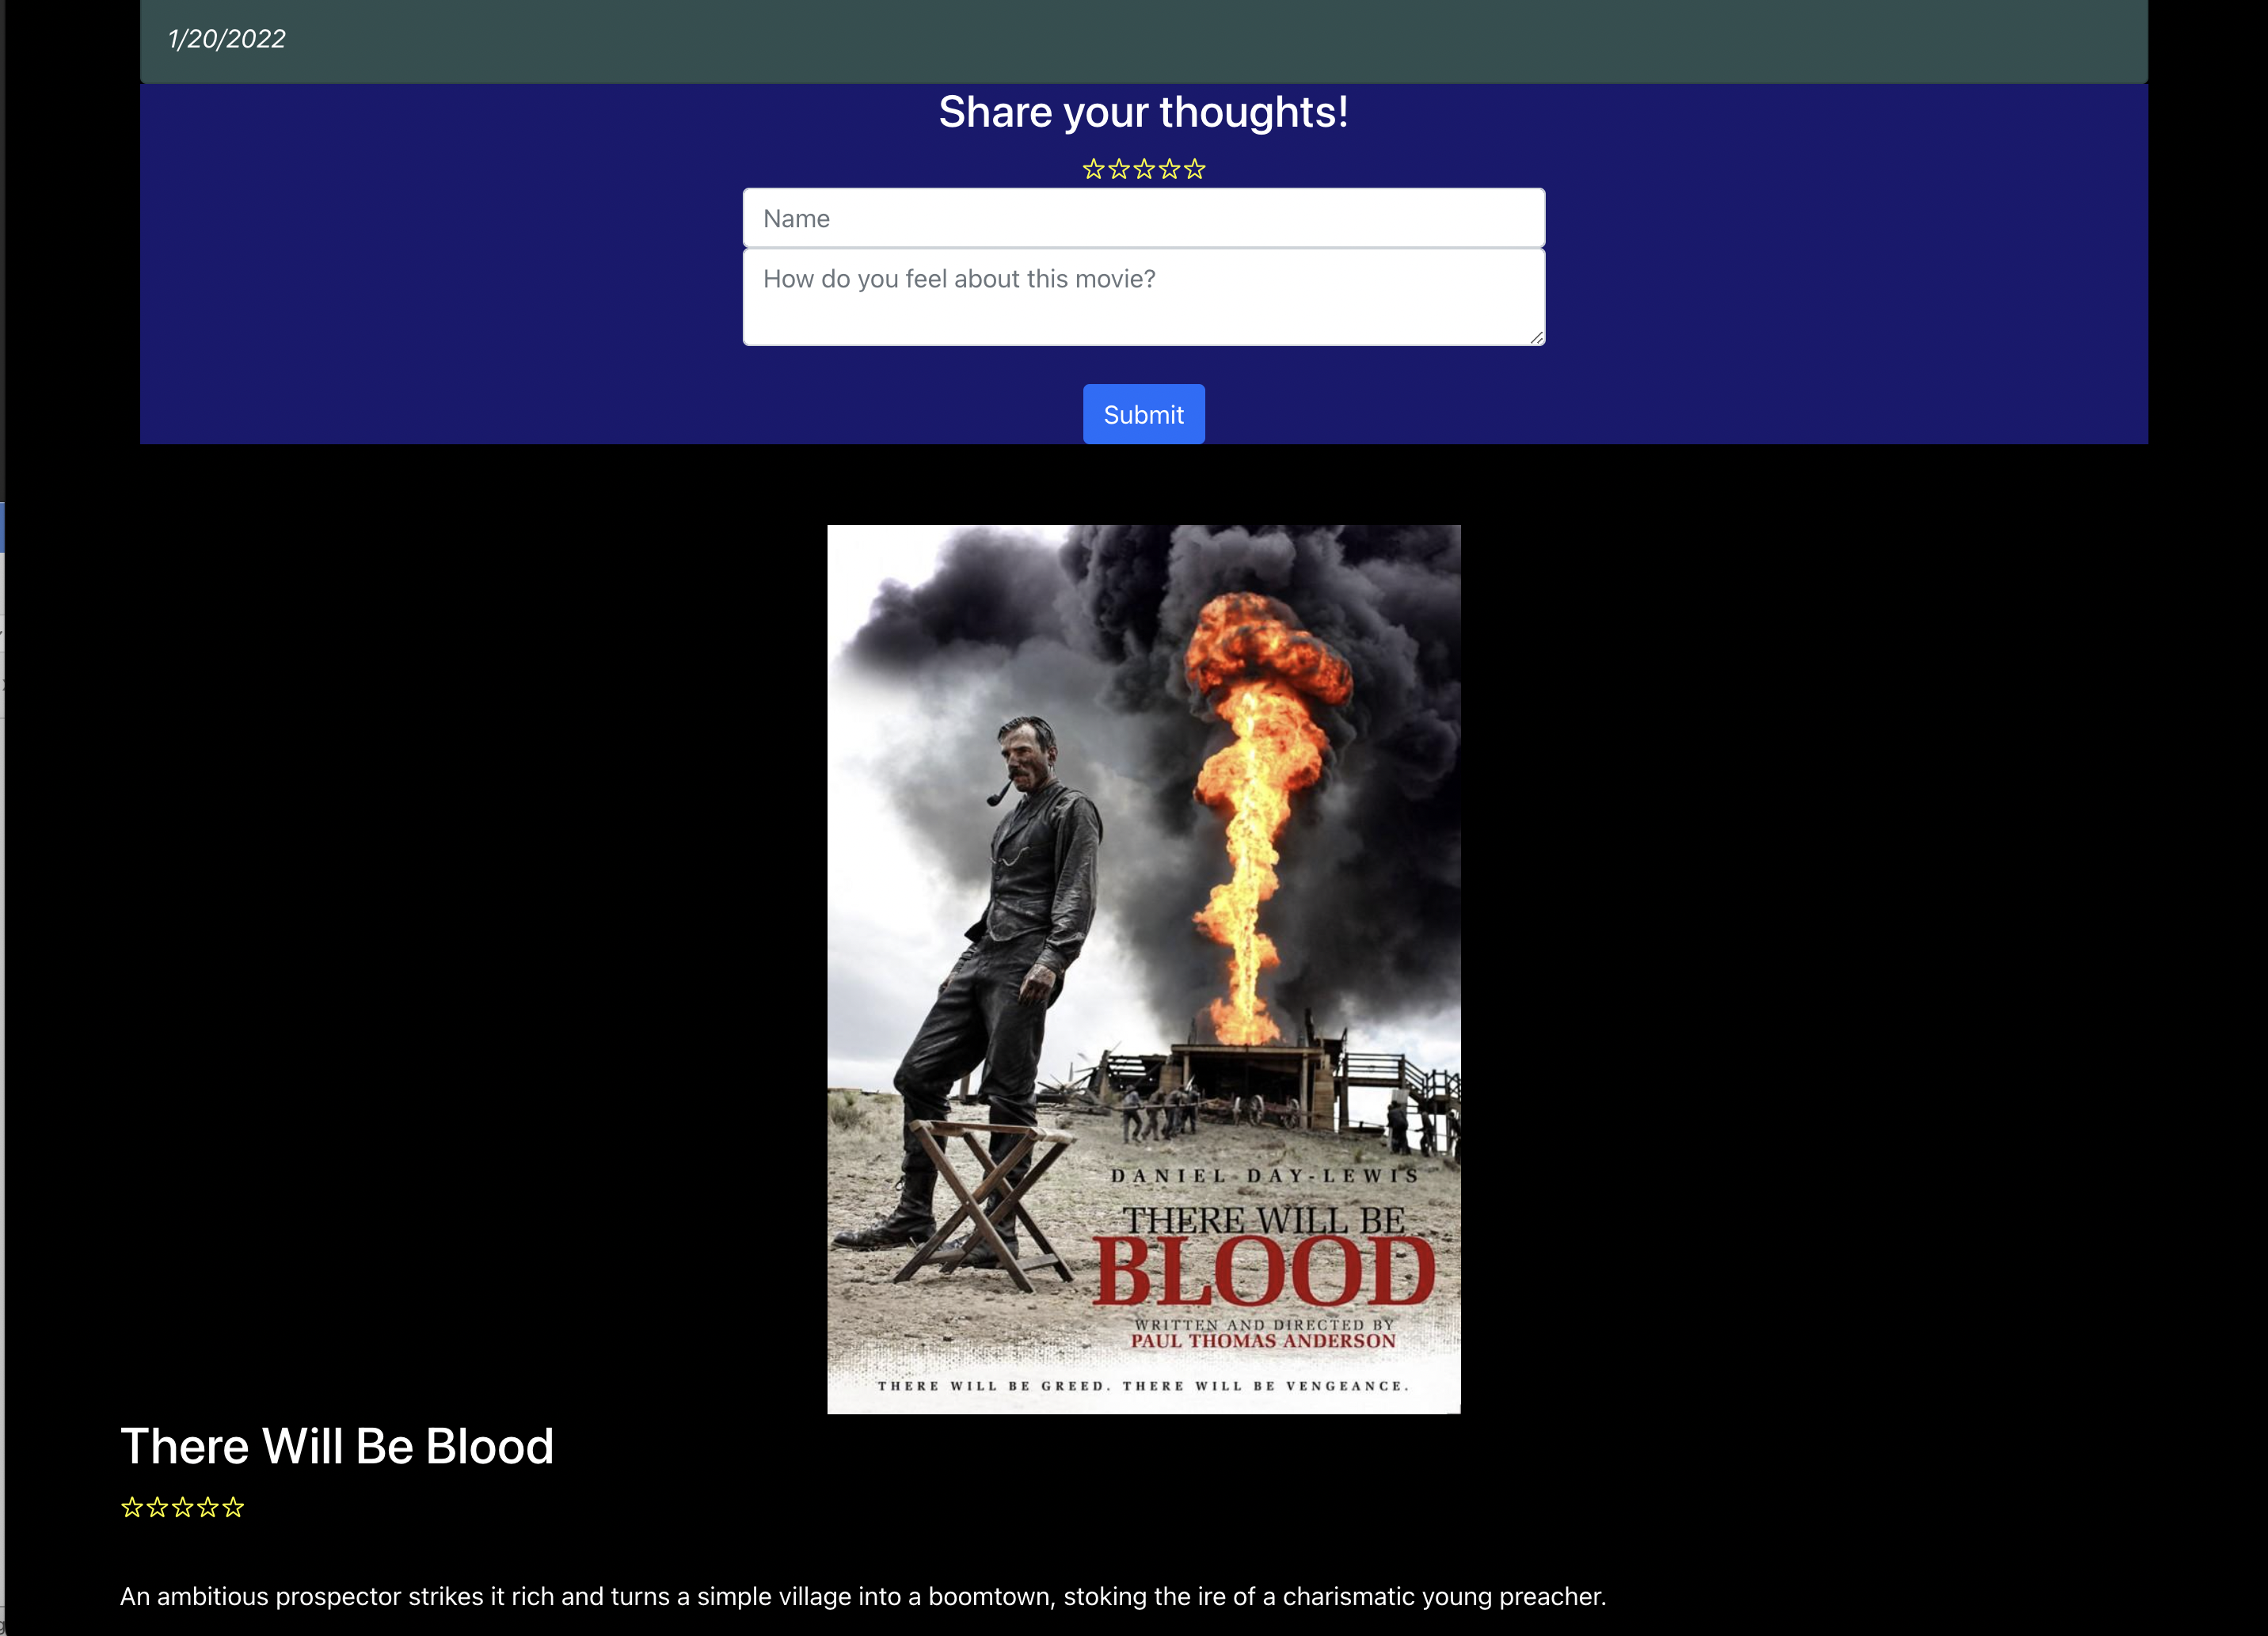 1/20/2022
Share your thoughts!
☆☆☆☆☆
Name
How do you feel about this movie?
Submit
DANIEL DAY-LEWIS
THERE WILL BE
BLOOD
WRITTEN AND DIRECTED BY
PAUL THOMAS ANDERSON
THERE WILL BE GREED. THERE WILL BE VENGEANCE.
There Will Be Blood
☆☆☆☆☆
An ambitious prospector strikes it rich and turns a simple village into a boomtown, stoking the ire of a charismatic young preacher.